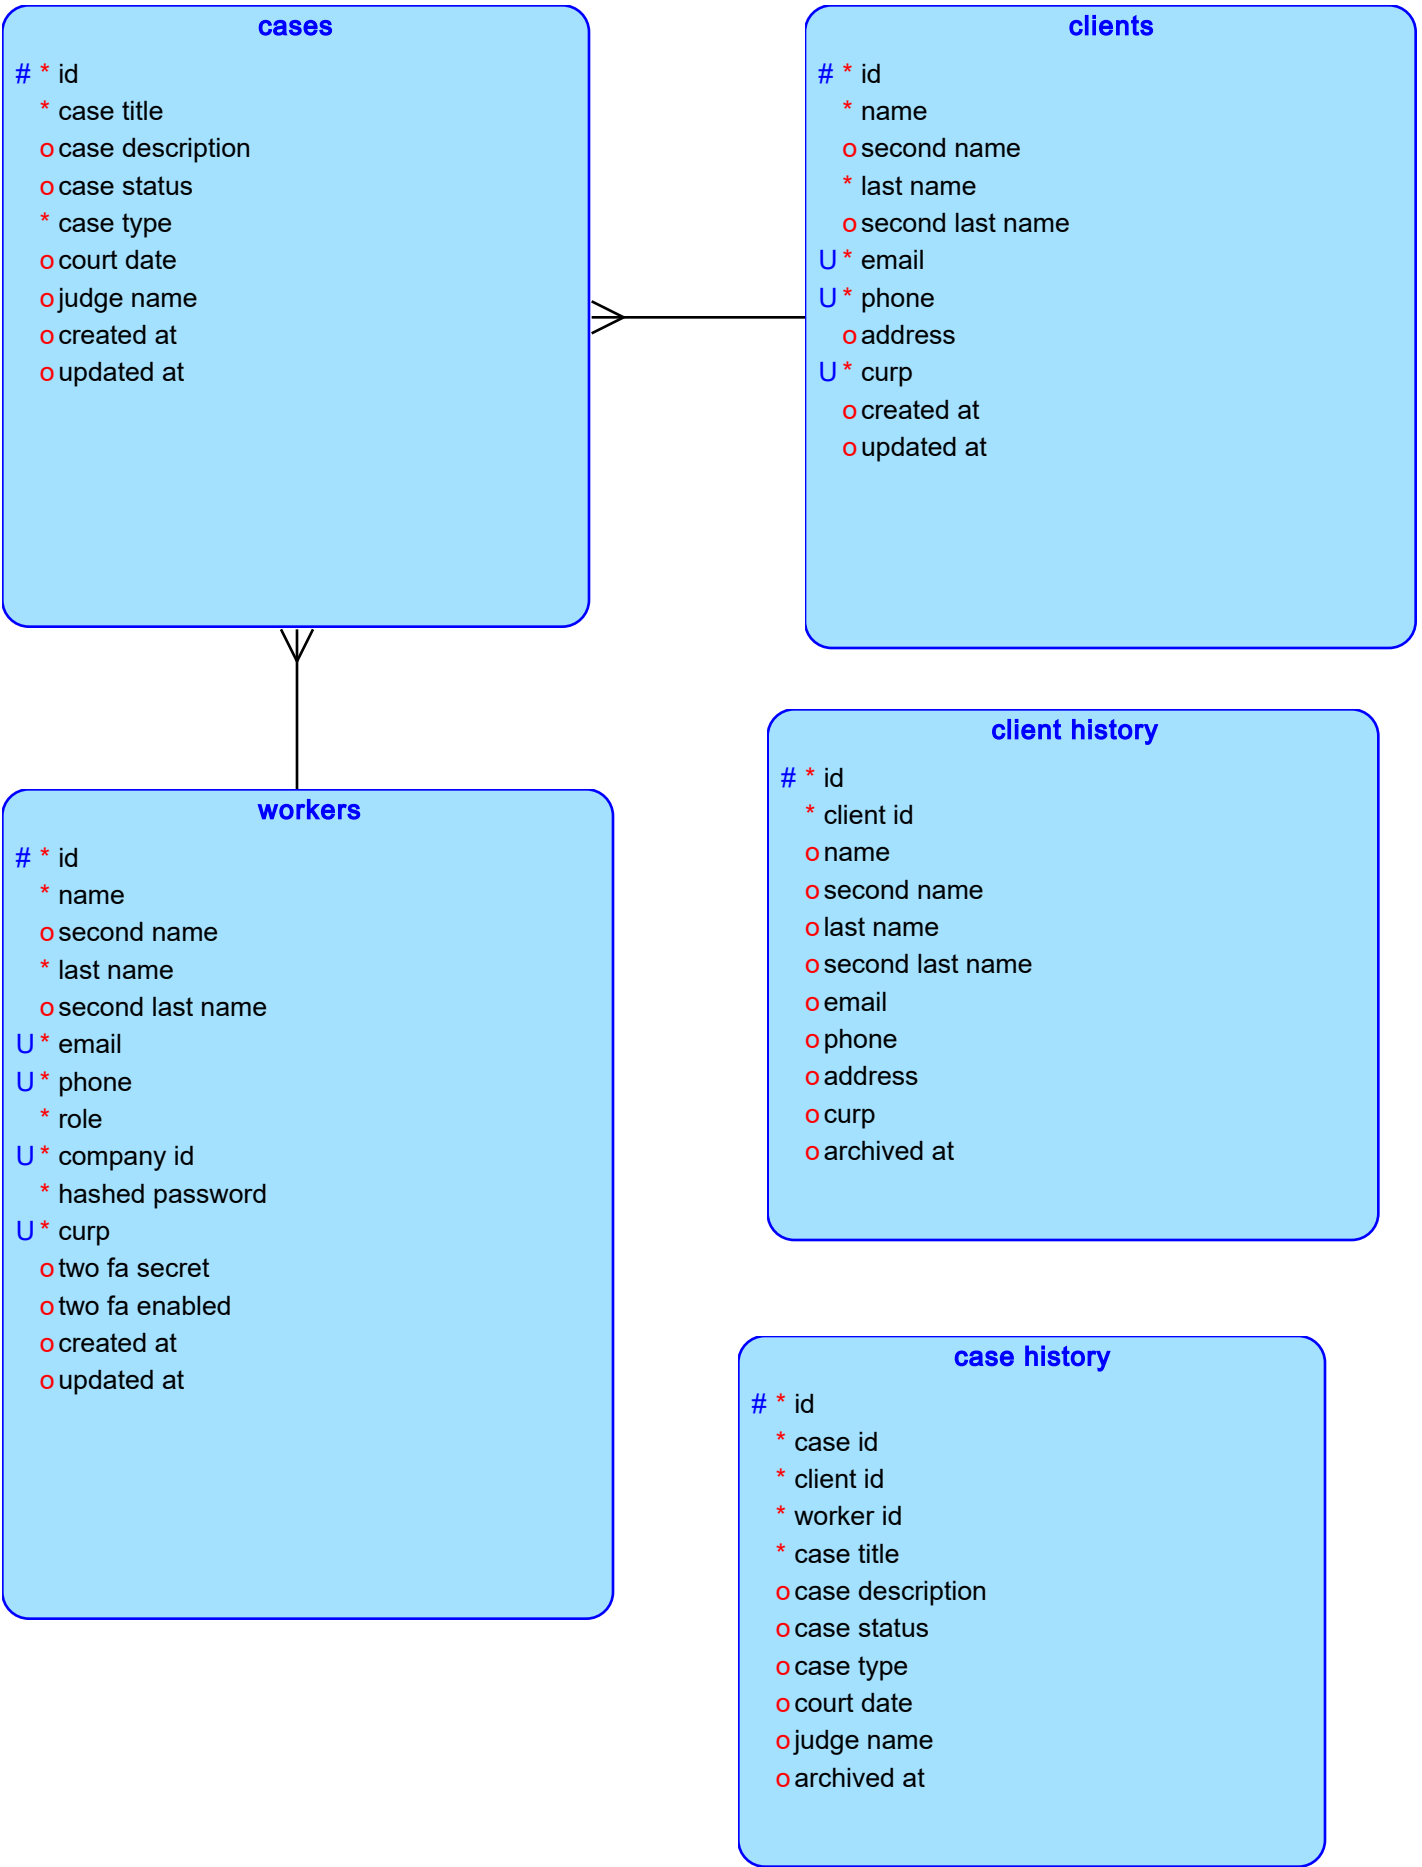 cases
# * id
* case title
o case description
o case status
* case type
o court date
o judge name
o created at
o updated at
clients
# * id
* name
o second name
* last name
o second last name
U * email
U * phone
o address
U * curp
o created at
o updated at
workers
# * id
* name
o second name
* last name
o second last name
U * email
U * phone
* role
U * company id
* hashed password
U * curp
o two fa secret
o two fa enabled
o created at
o updated at
client history
# * id
* client id
o name
o second name
o last name
o second last name
o email
o phone
o address
o curp
o archived at
case history
# * id
* case id
* client id
* worker id
* case title
o case description
o case status
o case type
o court date
o judge name
o archived at